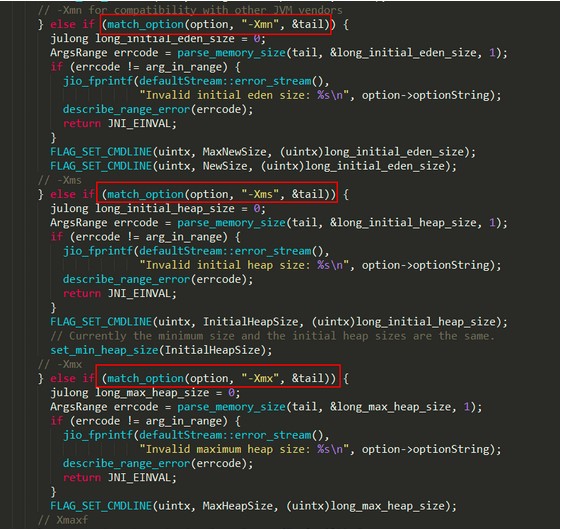 // -Xmn for compatibility with other JVM vendors
} else if (match_option(option, "-Xmn", &tail)) {
julong long_initial_eden_size = 0;
ArgsRange errcode = parse_memory_size(tail, &long_initial_eden_size, 1);
if (errcode != arg_in_range) {
jio_fprintf(defaultStream::error_stream(),
"Invalid initial eden size: %s\n", option->optionString);
describe_range_error(errcode);
return JNI_EINVAL;
}
FLAG_SET_CMDLINE(uintx, MaxNewSize, (uintx)long_initial_eden_size);
FLAG_SET_CMDLINE(uintx, NewSize, (uintx)long_initial_eden_size);
// -Xms
} else if (match_option(option, "-Xms", &tail)) {
julong long_initial_heap_size = 0;
ArgsRange errcode = parse_memory_size(tail, &long_initial_heap_size, 1);
if (errcode != arg_in_range) {
jio_fprintf(defaultStream::error_stream(),
"Invalid initial heap size: %s\n", option->optionString);
describe_range_error(errcode);
return JNI_EINVAL;
}
FLAG_SET_CMDLINE(uintx, InitialHeapSize, (uintx)long_initial_heap_size);
// Currently the minimum size and the initial heap sizes are the same.
set_min_heap_size(InitialHeapSize);
// -Xmx
} else if (match_option(option, "-Xmx", &tail)) {
julong long_max_heap_size = 0;
ArgsRange errcode = parse_memory_size(tail, &long_max_heap_size, 1);
if (errcode != arg_in_range) {
jio_fprintf(defaultStream::error_stream(),
"Invalid maximum heap size: %s\n", option->optionString);
describe_range_error(errcode);
return JNI_EINVAL;
}
FLAG_SET_CMDLINE(uintx, MaxHeapSize, (uintx)long_max_heap_size);
// Xmaxf